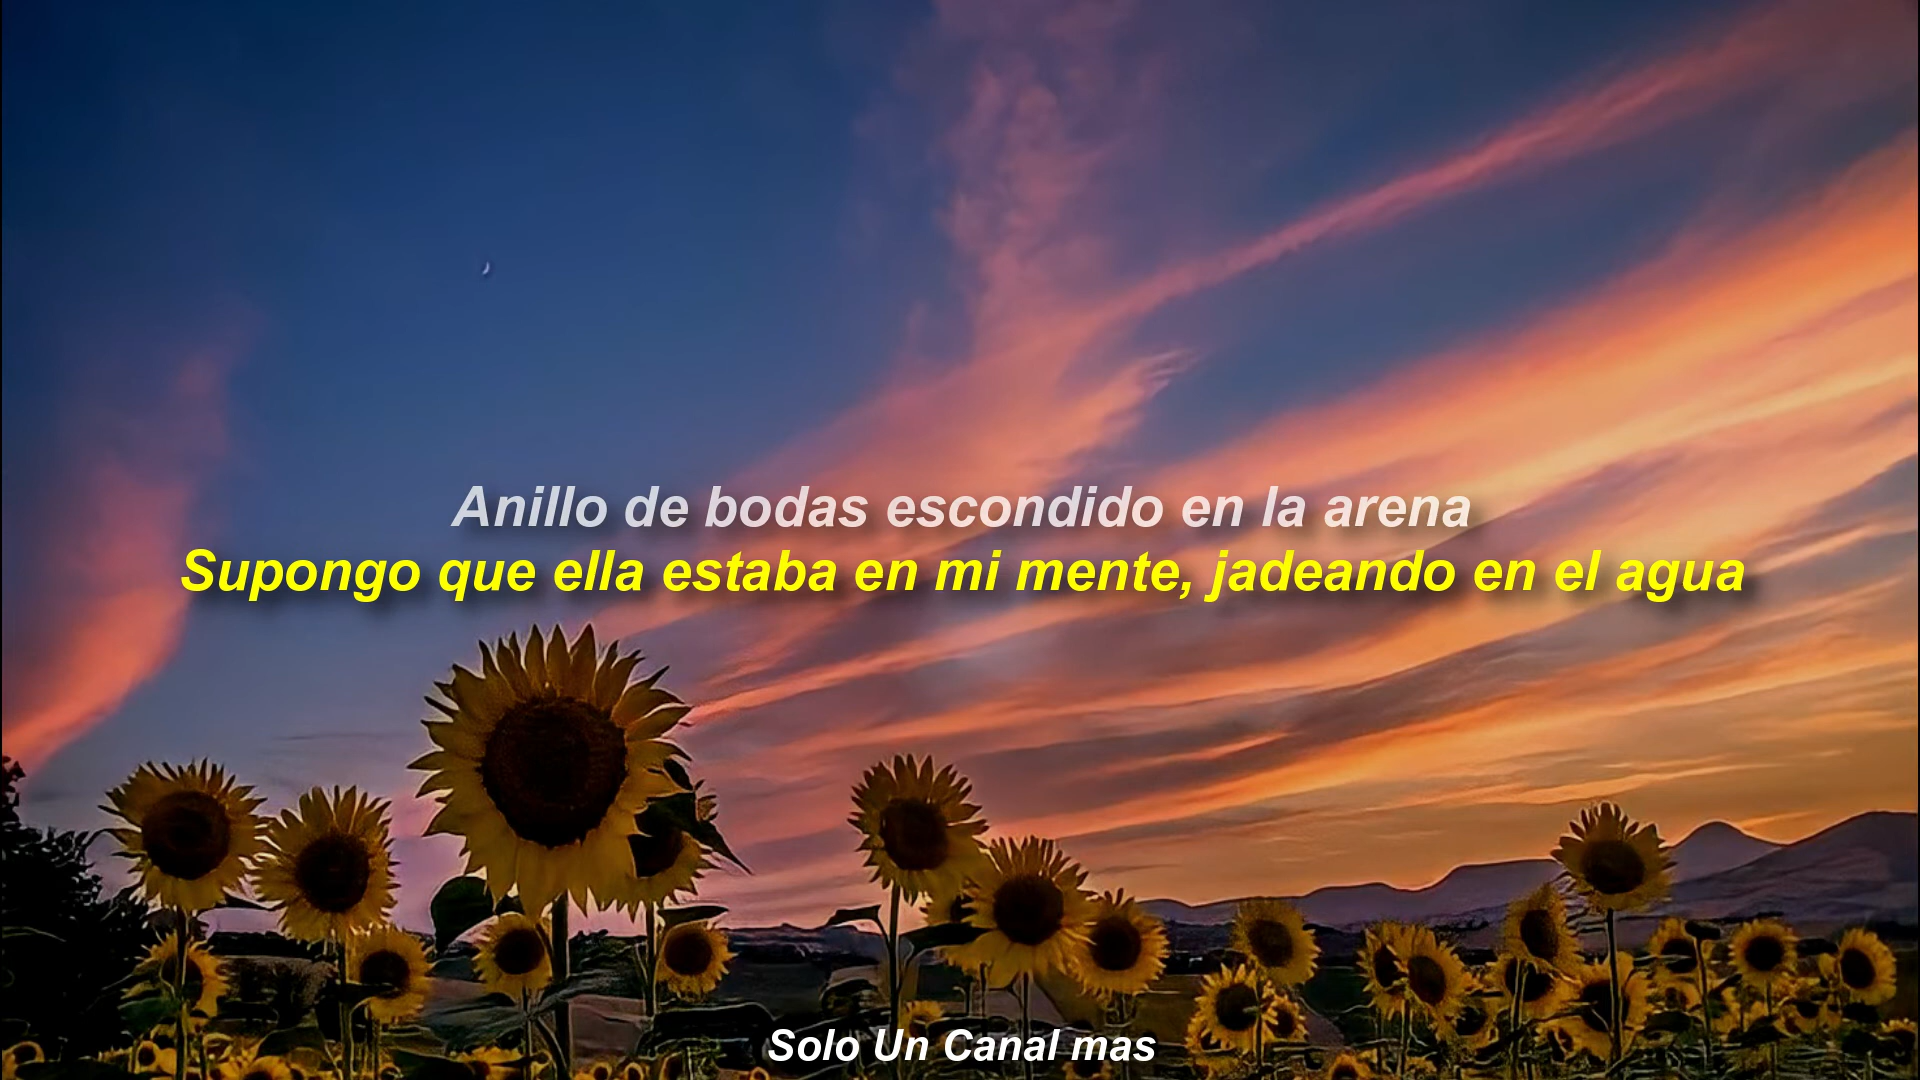 Anillo de bodas escondido en la arena
Supongo que ella estaba en mi mente, jadeando en el agua
Solo Un Canal mas